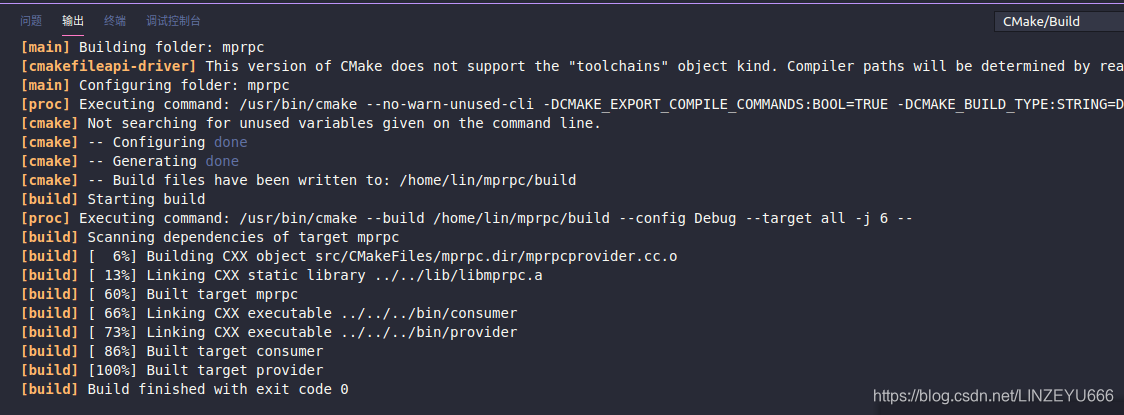 问题 输出 终端 调试控制台 CMake/Build
[main] Building folder: mprpc
[cmakefileapi-driver] This version of CMake does not support the "toolchains" object kind. Compiler paths will be determined by rea
[main] Configuring folder: mprpc
[proc] Executing command: /usr/bin/cmake --no-warn-unused-cli -DCMAKE_EXPORT_COMPILE_COMMANDS:BOOL=TRUE -DCMAKE_BUILD_TYPE:STRING=D
[cmake] Not searching for unused variables given on the command line.
[cmake] -- Configuring done
[cmake] -- Generating done
[cmake] -- Build files have been written to: /home/lin/mprpc/build
[build] Starting build
[proc] Executing command: /usr/bin/cmake --build /home/lin/mprpc/build --config Debug --target all -j 6 --
[build] Scanning dependencies of target mprpc
[build] [  6%] Building CXX object src/CMakeFiles/mprpc.dir/mprpcprovider.cc.o
[build] [ 13%] Linking CXX static library ../../lib/libmprpc.a
[build] [ 60%] Built target mprpc
[build] [ 66%] Linking CXX executable ../../../bin/consumer
[build] [ 73%] Linking CXX executable ../../../bin/provider
[build] [ 86%] Built target consumer
[build] [100%] Built target provider
[build] Build finished with exit code 0
https://blog.csdn.net/LINZEYU666